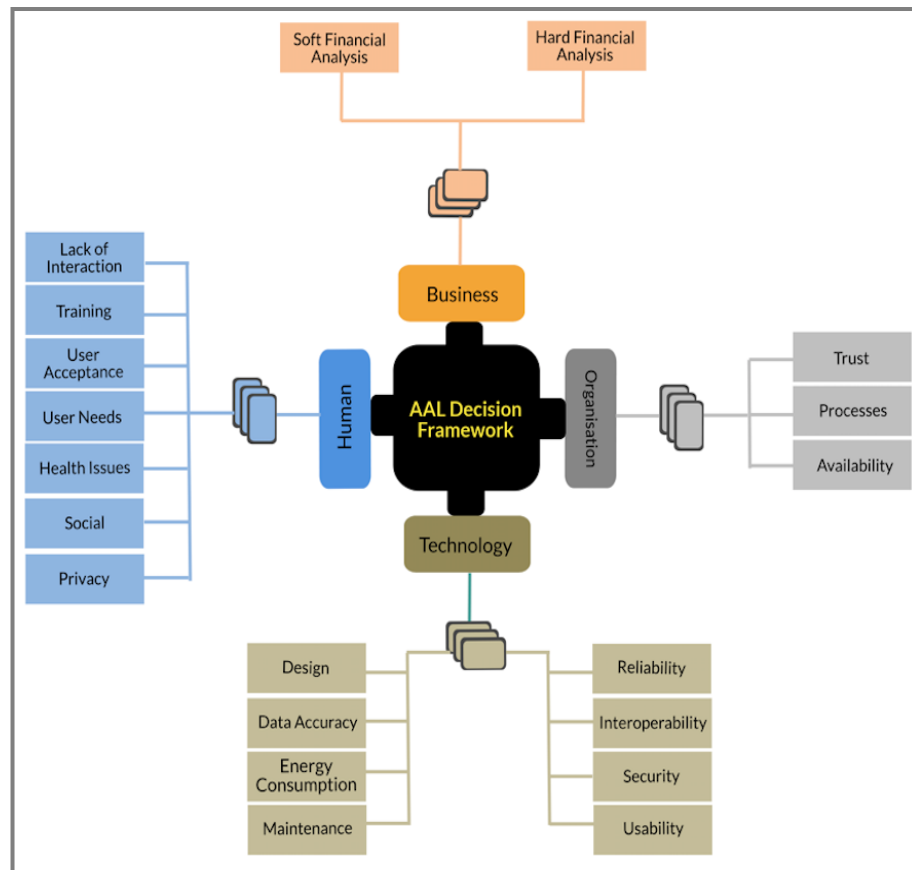 Soft Financial
Analysis
Hard Financial
Analysis
Business
Lack of
Interaction
Training
User
Acceptance
User Needs
Health Issues
Social
Privacy
Human
AAL Decision
Framework
Organisation
Trust
Processes
Availability
Technology
Design
Data Accuracy
Energy
Consumption
Maintenance
Reliability
Interoperability
Security
Usability